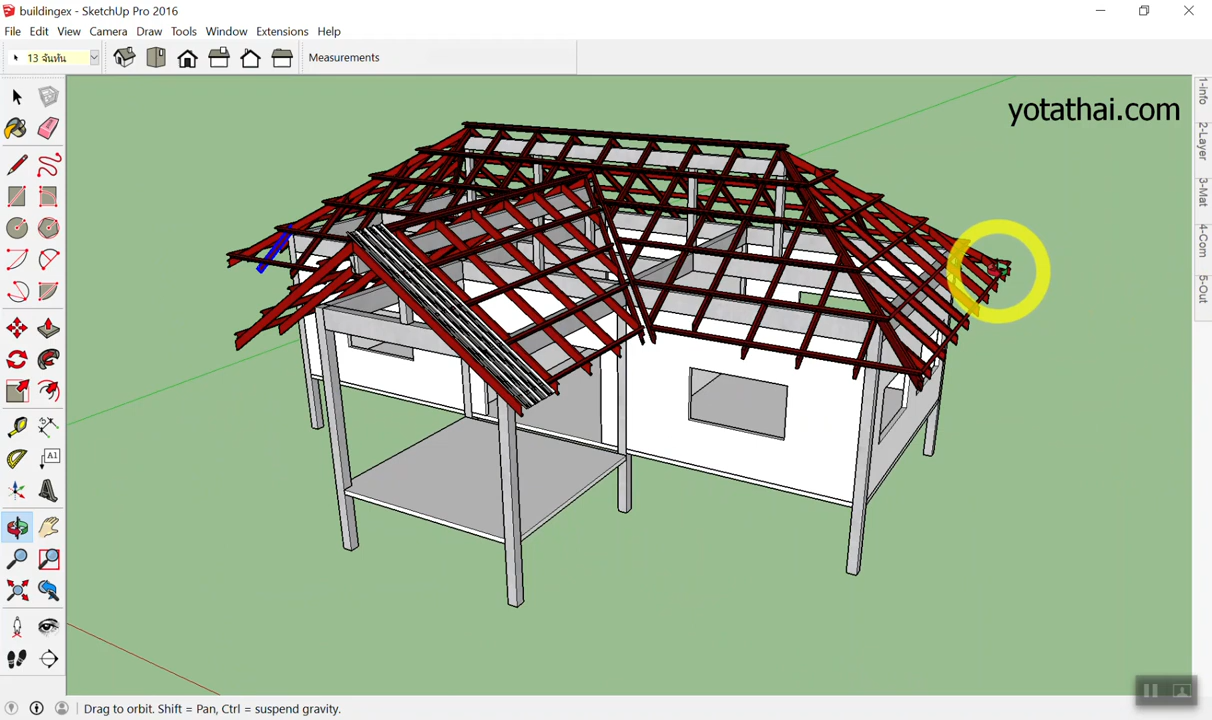 buildingex - SketchUp Pro 2016
File Edit View Camera Draw Tools Window Extensions Help
13 จันทัน
Measurements
yotathai.com
1-Info
2-Layer
3-Mat
4-Com
5-Out
A1
Drag to orbit. Shift = Pan, Ctrl = suspend gravity.